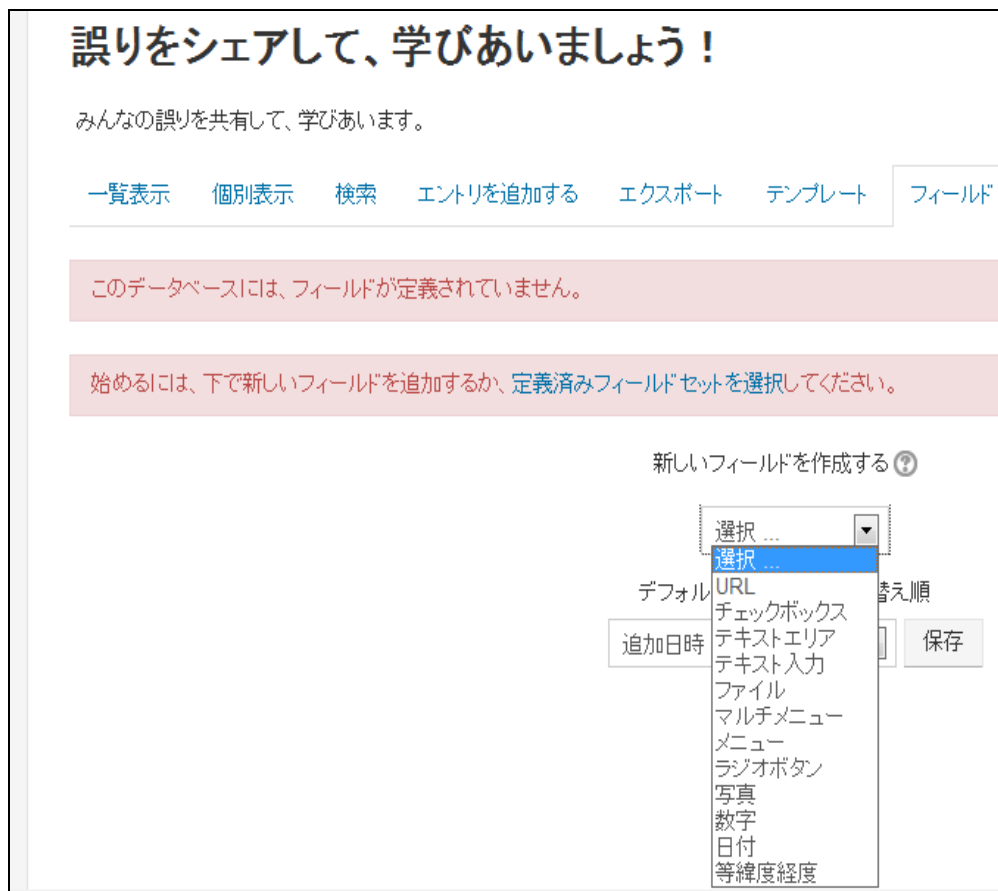 誤りをシェアして、学びあいましょう！
みんなの誤りを共有して、学びあいます。
一覧表示 個別表示 検索 エントリを追加する エクスポート テンプレート フィールド
このデータベースには、フィールドが定義されていません。
始めるには、下で新しいフィールドを追加するか、定義済みフィールドセットを選択してください。
新しいフィールドを作成する
選択 ...
選択 ...
URL
デフォル 替え順
チェックボックス
テキストエリア
追加日時 保存
テキスト入力
ファイル
マルチメニュー
メニュー
ラジオボタン
写真
数字
日付
等緯度経度